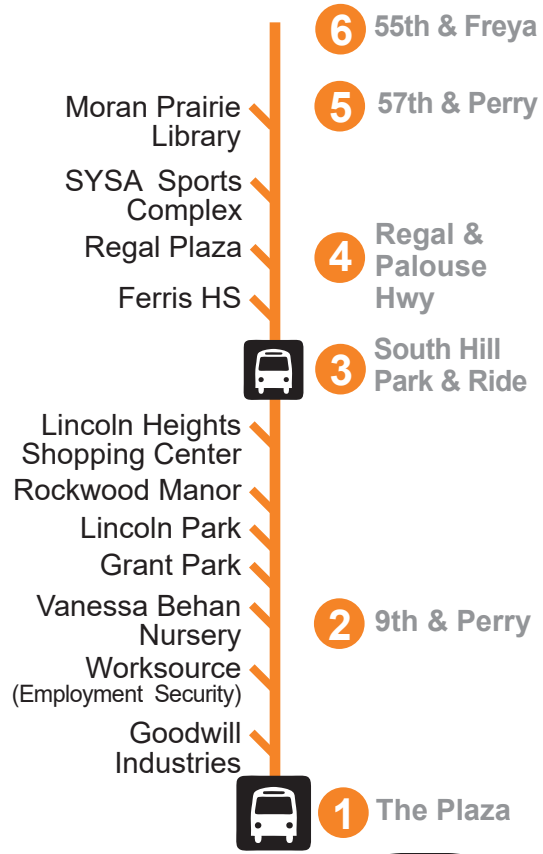 6 55th & Freya
Moran Prairie
Library
5 57th & Perry
SYSA Sports
Complex
Regal Plaza
Ferris HS
4 Regal &
Palouse
Hwy
3 South Hill
Park & Ride
Lincoln Heights
Shopping Center
Rockwood Manor
Lincoln Park
Grant Park
Vanessa Behan
Nursery
2 9th & Perry
Worksource
(Employment Security)
Goodwill
Industries
1 The Plaza